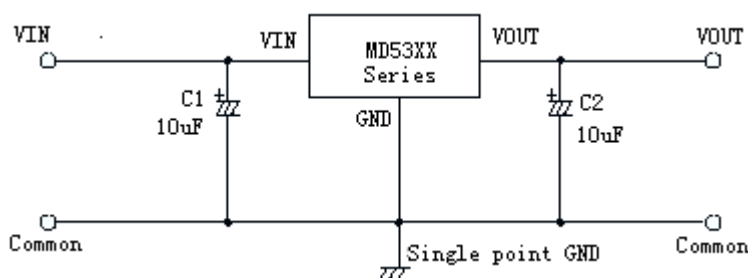 VIN
VIN
MD53XX
Series
VOUT
VOUT
C1
10uF
GND
C2
10uF
Common
Single point GND
Common